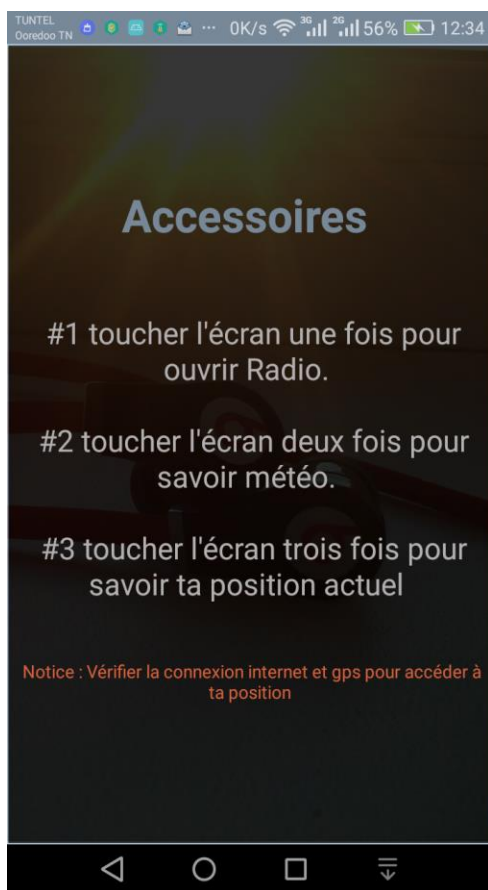 TUNTEL
Ooredoo TN
... 0K/s 3G 2G 56% 12:34
Accessoires
#1 toucher l'écran une fois pour
ouvrir Radio.
#2 toucher l'écran deux fois pour
savoir météo.
#3 toucher l'écran trois fois pour
savoir ta position actuel
Notice : Vérifier la connexion internet et gps pour accéder à
ta position